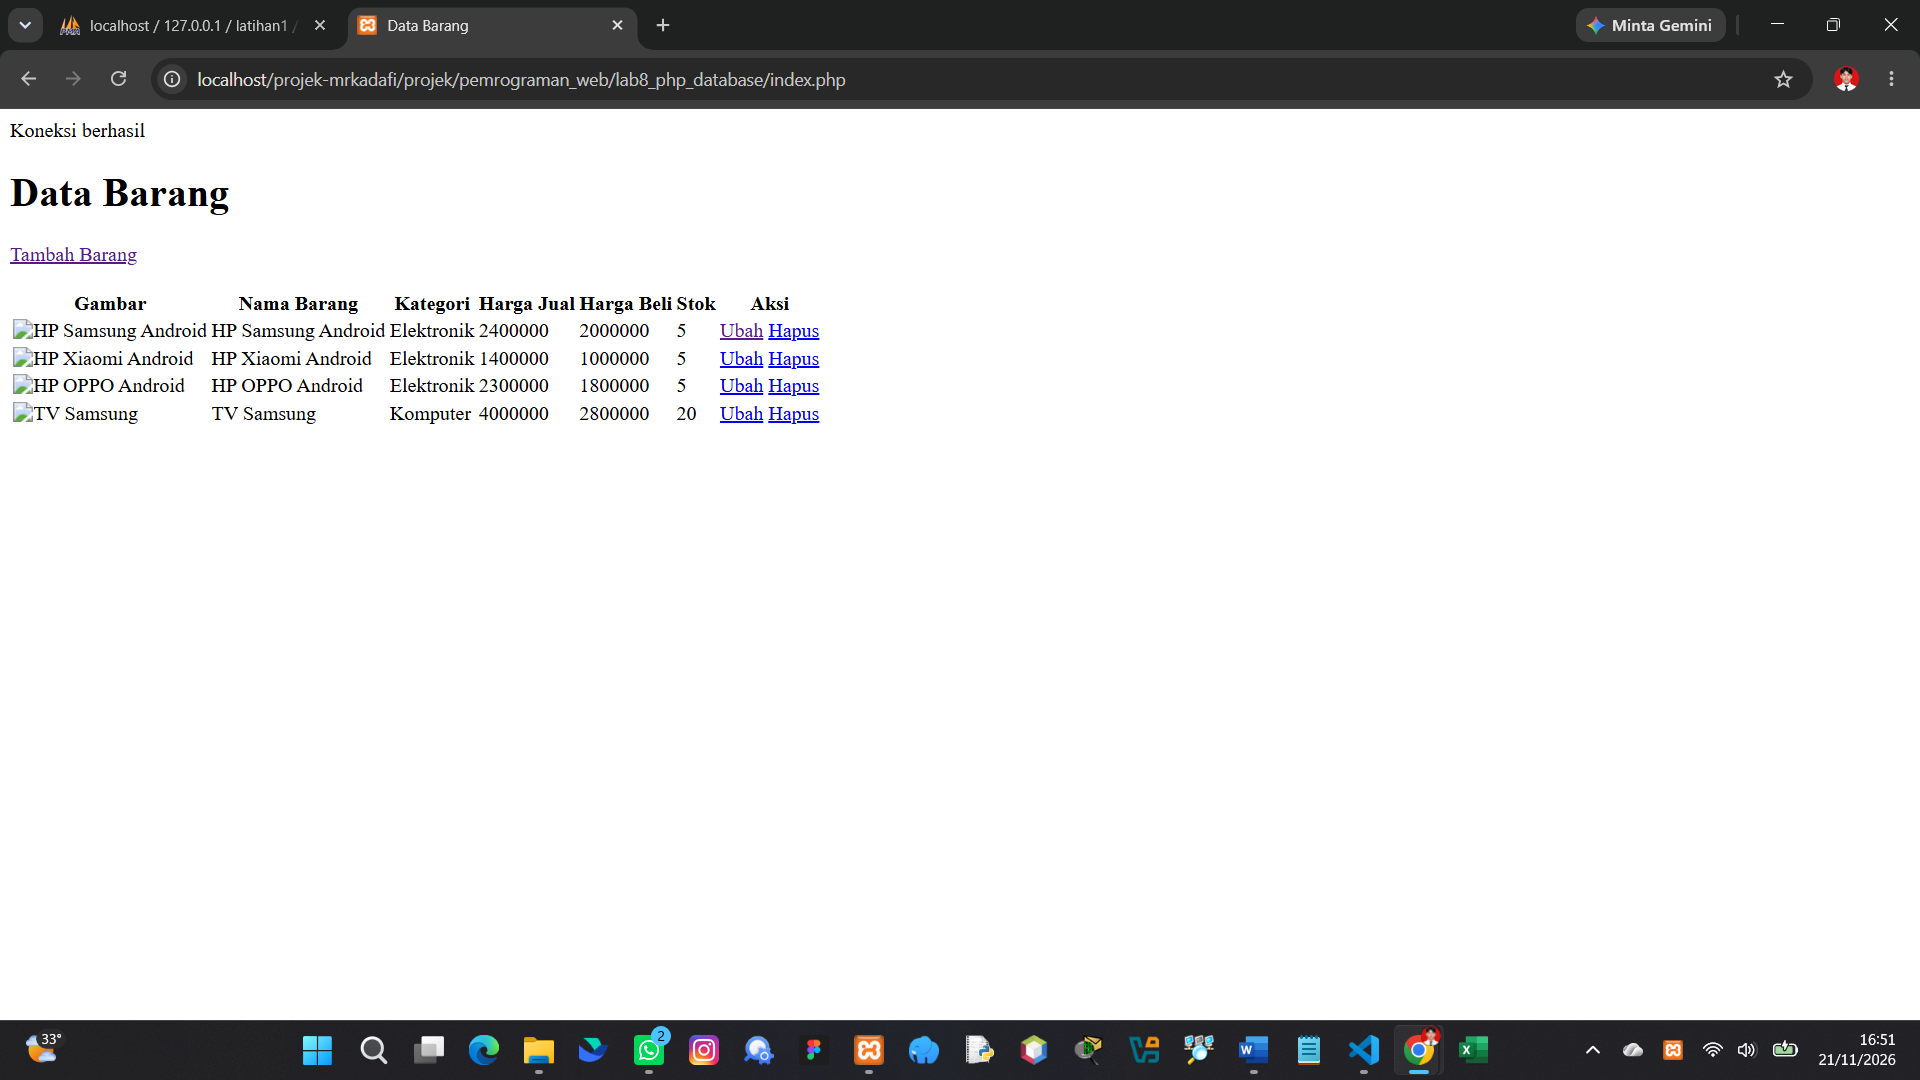 localhost / 127.0.0.1 / latihan1 /
Data Barang
Minta Gemini
localhost/projek-mrkadafi/projek/pemrograman_web/lab8_php_database/index.php
Koneksi berhasil
Data Barang
Tambah Barang
Gambar Nama Barang Kategori Harga Jual Harga Beli Stok Aksi
HP Samsung Android HP Samsung Android Elektronik 2400000 2000000 5 Ubah Hapus
HP Xiaomi Android HP Xiaomi Android Elektronik 1400000 1000000 5 Ubah Hapus
HP OPPO Android HP OPPO Android Elektronik 2300000 1800000 5 Ubah Hapus
TV Samsung TV Samsung Komputer 4000000 2800000 20 Ubah Hapus
33°
2
16:51
21/11/2026